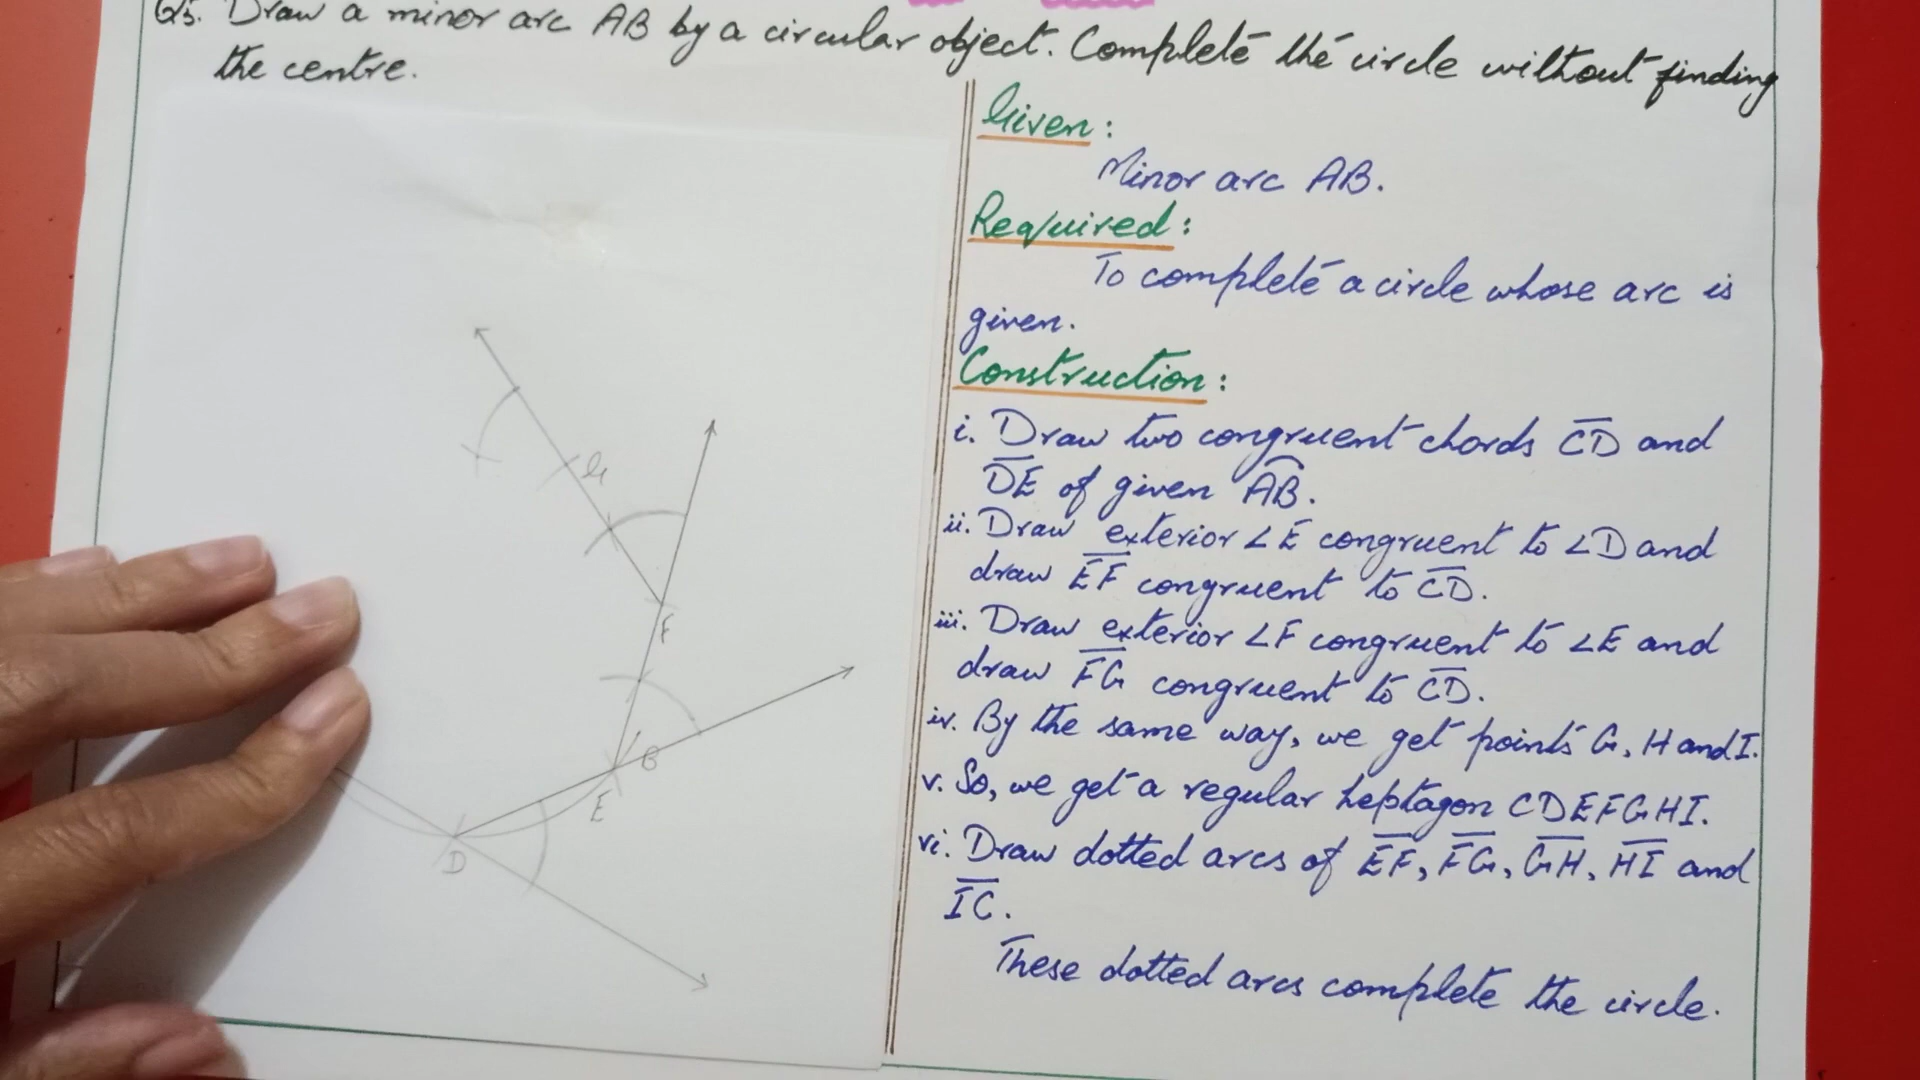 Q5. Draw a minor arc AB by a circular object. Complete the circle without finding
the centre.
Given:
Minor arc AB.
Required:
To complete a circle whose arc is
given.
Construction:
i. Draw two congruent chords CD and
DE of given AB.
ii. Draw exterior ∠E congruent to ∠D and
draw EF congruent to CD.
iii. Draw exterior ∠F congruent to ∠E and
draw FG congruent to CD.
iv. By the same way, we get points G, H and I.
v. So, we get a regular heptagon CDEFGHI.
vi. Draw dotted arcs of EF, FG, GH, HI and
IC.
These dotted arcs complete the circle.
G
F
B
E
D